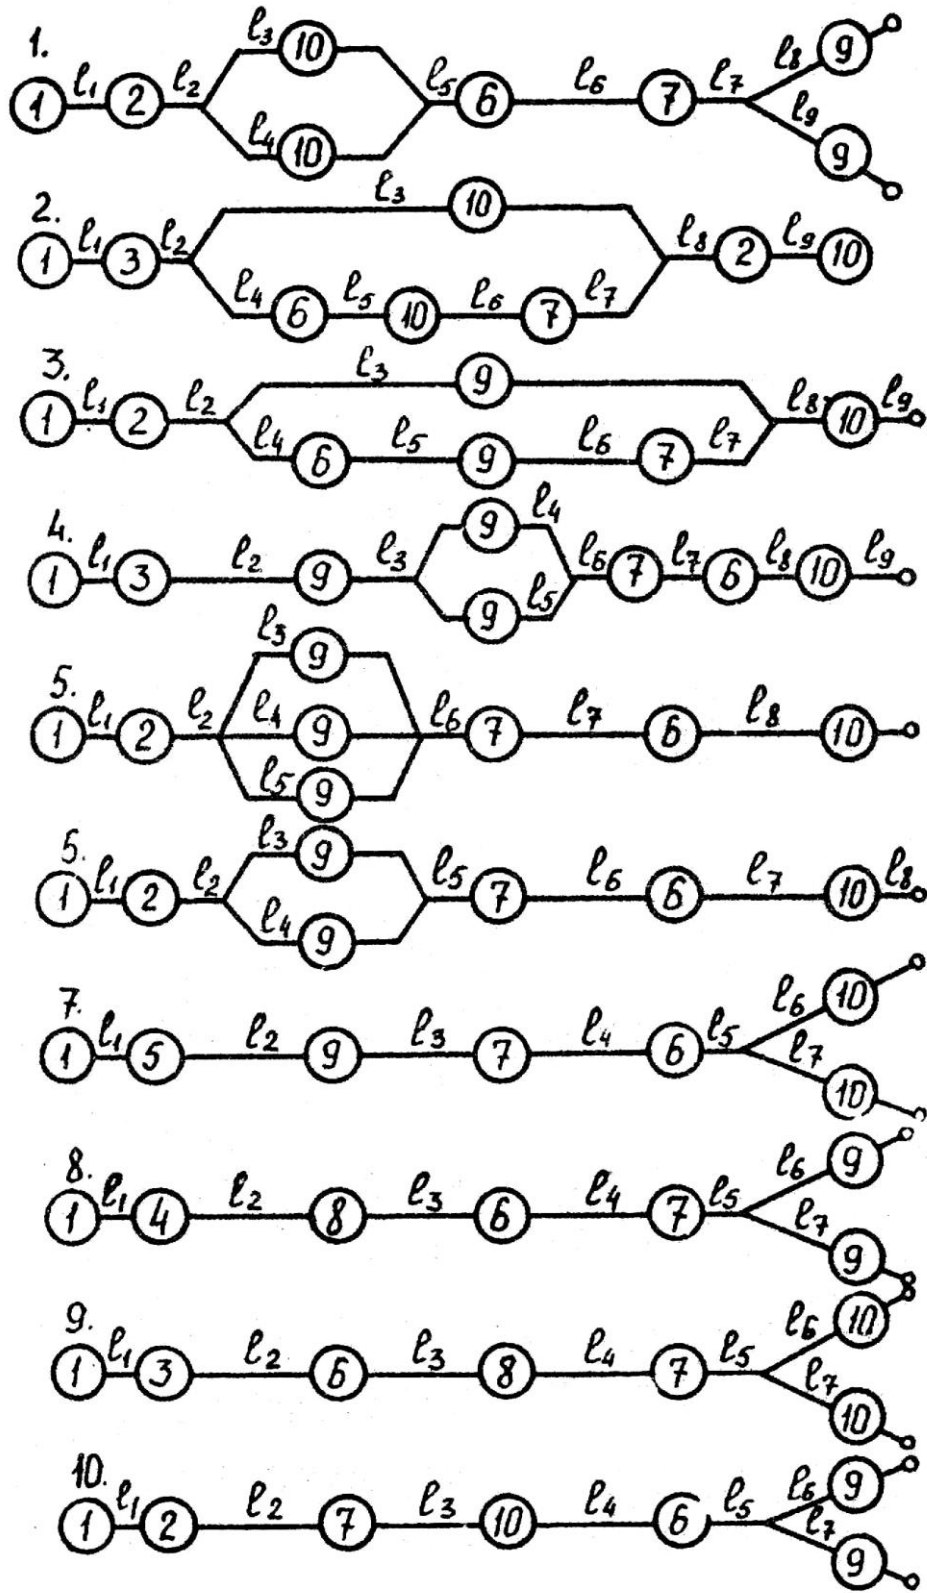 1.
1 l₁ 2 l₂ l₃ 10 l₄ 10 l₅ 6 l₆ 7 l₇ l₈ 9 l₉ 9
2.
1 l₁ 3 l₂ l₃ 10 l₄ 6 l₅ 10 l₆ 7 l₇ l₈ 2 l₉ 10
3.
1 l₁ 2 l₂ l₃ 9 l₄ 6 l₅ 9 l₆ 7 l₇ l₈ 10 l₉
4.
1 l₁ 3 l₂ 9 l₃ 9 l₄ 9 l₅ l₆ 7 l₇ 6 l₈ 10 l₉
5.
1 l₁ 2 l₂ l₃ 9 l₄ 9 l₅ 9 l₆ 7 l₇ 6 l₈ 10
5.
1 l₁ 2 l₂ l₃ 9 l₄ 9 l₅ 7 l₆ 6 l₇ 10 l₈
7.
1 l₁ 5 l₂ 9 l₃ 7 l₄ 6 l₅ l₆ 10 l₇ 10
8.
1 l₁ 4 l₂ 8 l₃ 6 l₄ 7 l₅ l₆ 9 l₇ 9
9.
1 l₁ 3 l₂ 6 l₃ 8 l₄ 7 l₅ l₆ 10 l₇ 10
10.
1 l₁ 2 l₂ 7 l₃ 10 l₄ 6 l₅ l₆ 9 l₇ 9